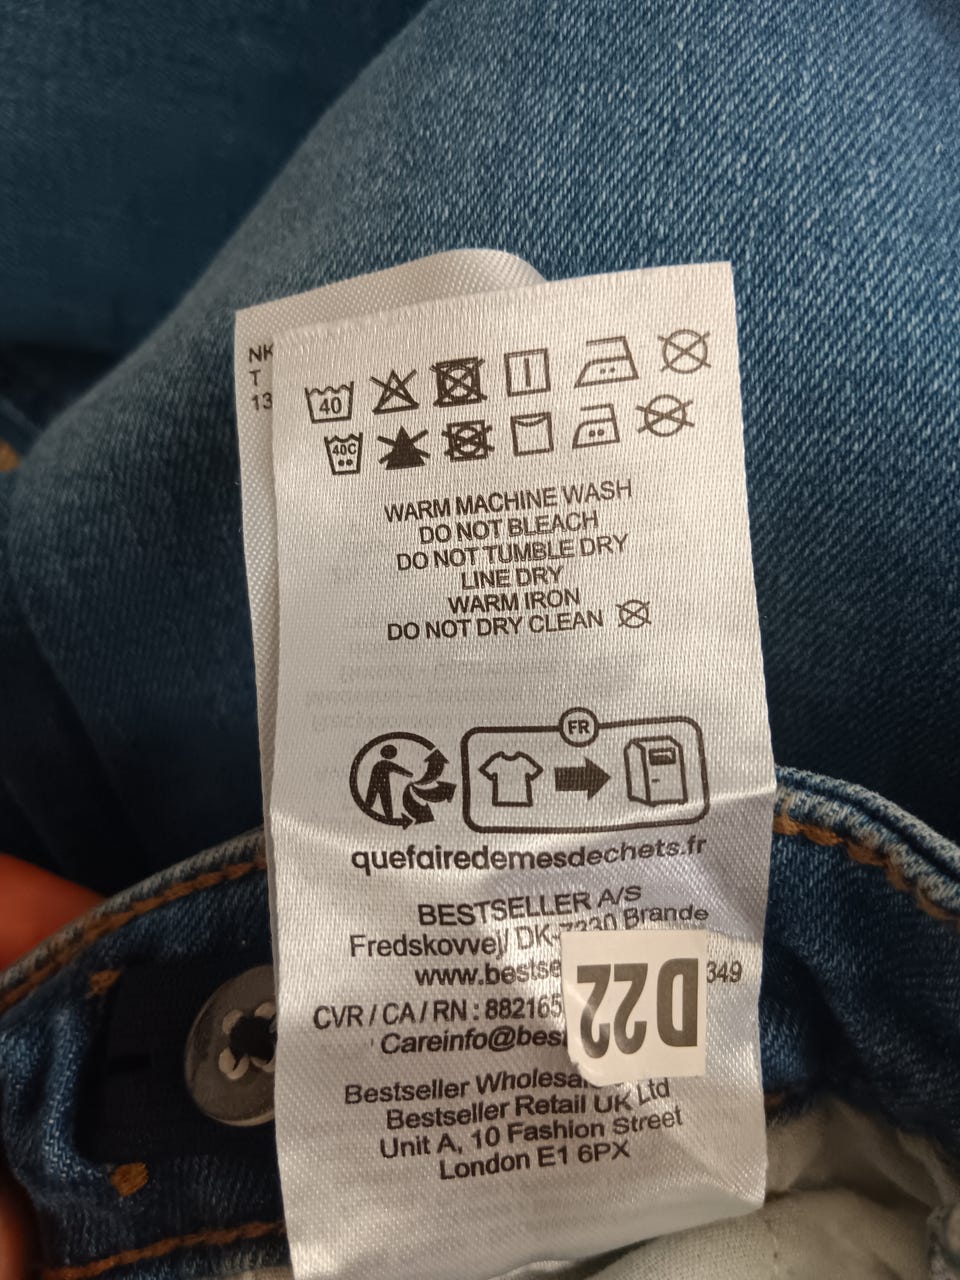 NK
T
13
40
40C
WARM MACHINE WASH
DO NOT BLEACH
DO NOT TUMBLE DRY
LINE DRY
WARM IRON
DO NOT DRY CLEAN
FR
quefairedemesdechets.fr
BESTSELLER A/S
Fredskovvej DK-7330 Brande
www.bestse 349
CVR / CA / RN : 882165
Careinfo@bes
D22
Bestseller Wholesa
Bestseller Retail UK Ltd
Unit A, 10 Fashion Street
London E1 6PX